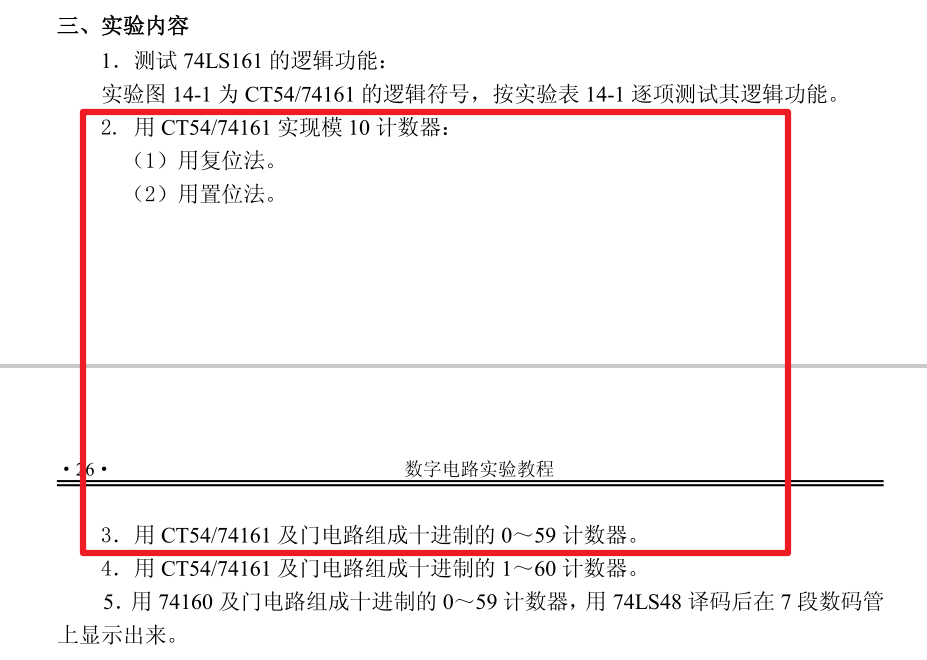 三、实验内容
1．测试 74LS161 的逻辑功能：
实验图 14-1 为 CT54/74161 的逻辑符号，按实验表 14-1 逐项测试其逻辑功能。
2．用 CT54/74161 实现模 10 计数器：
（1）用复位法。
（2）用置位法。
·26·
数字电路实验教程
3．用 CT54/74161 及门电路组成十进制的 0～59 计数器。
4．用 CT54/74161 及门电路组成十进制的 1～60 计数器。
5．用 74160 及门电路组成十进制的 0～59 计数器，用 74LS48 译码后在 7 段数码管
上显示出来。